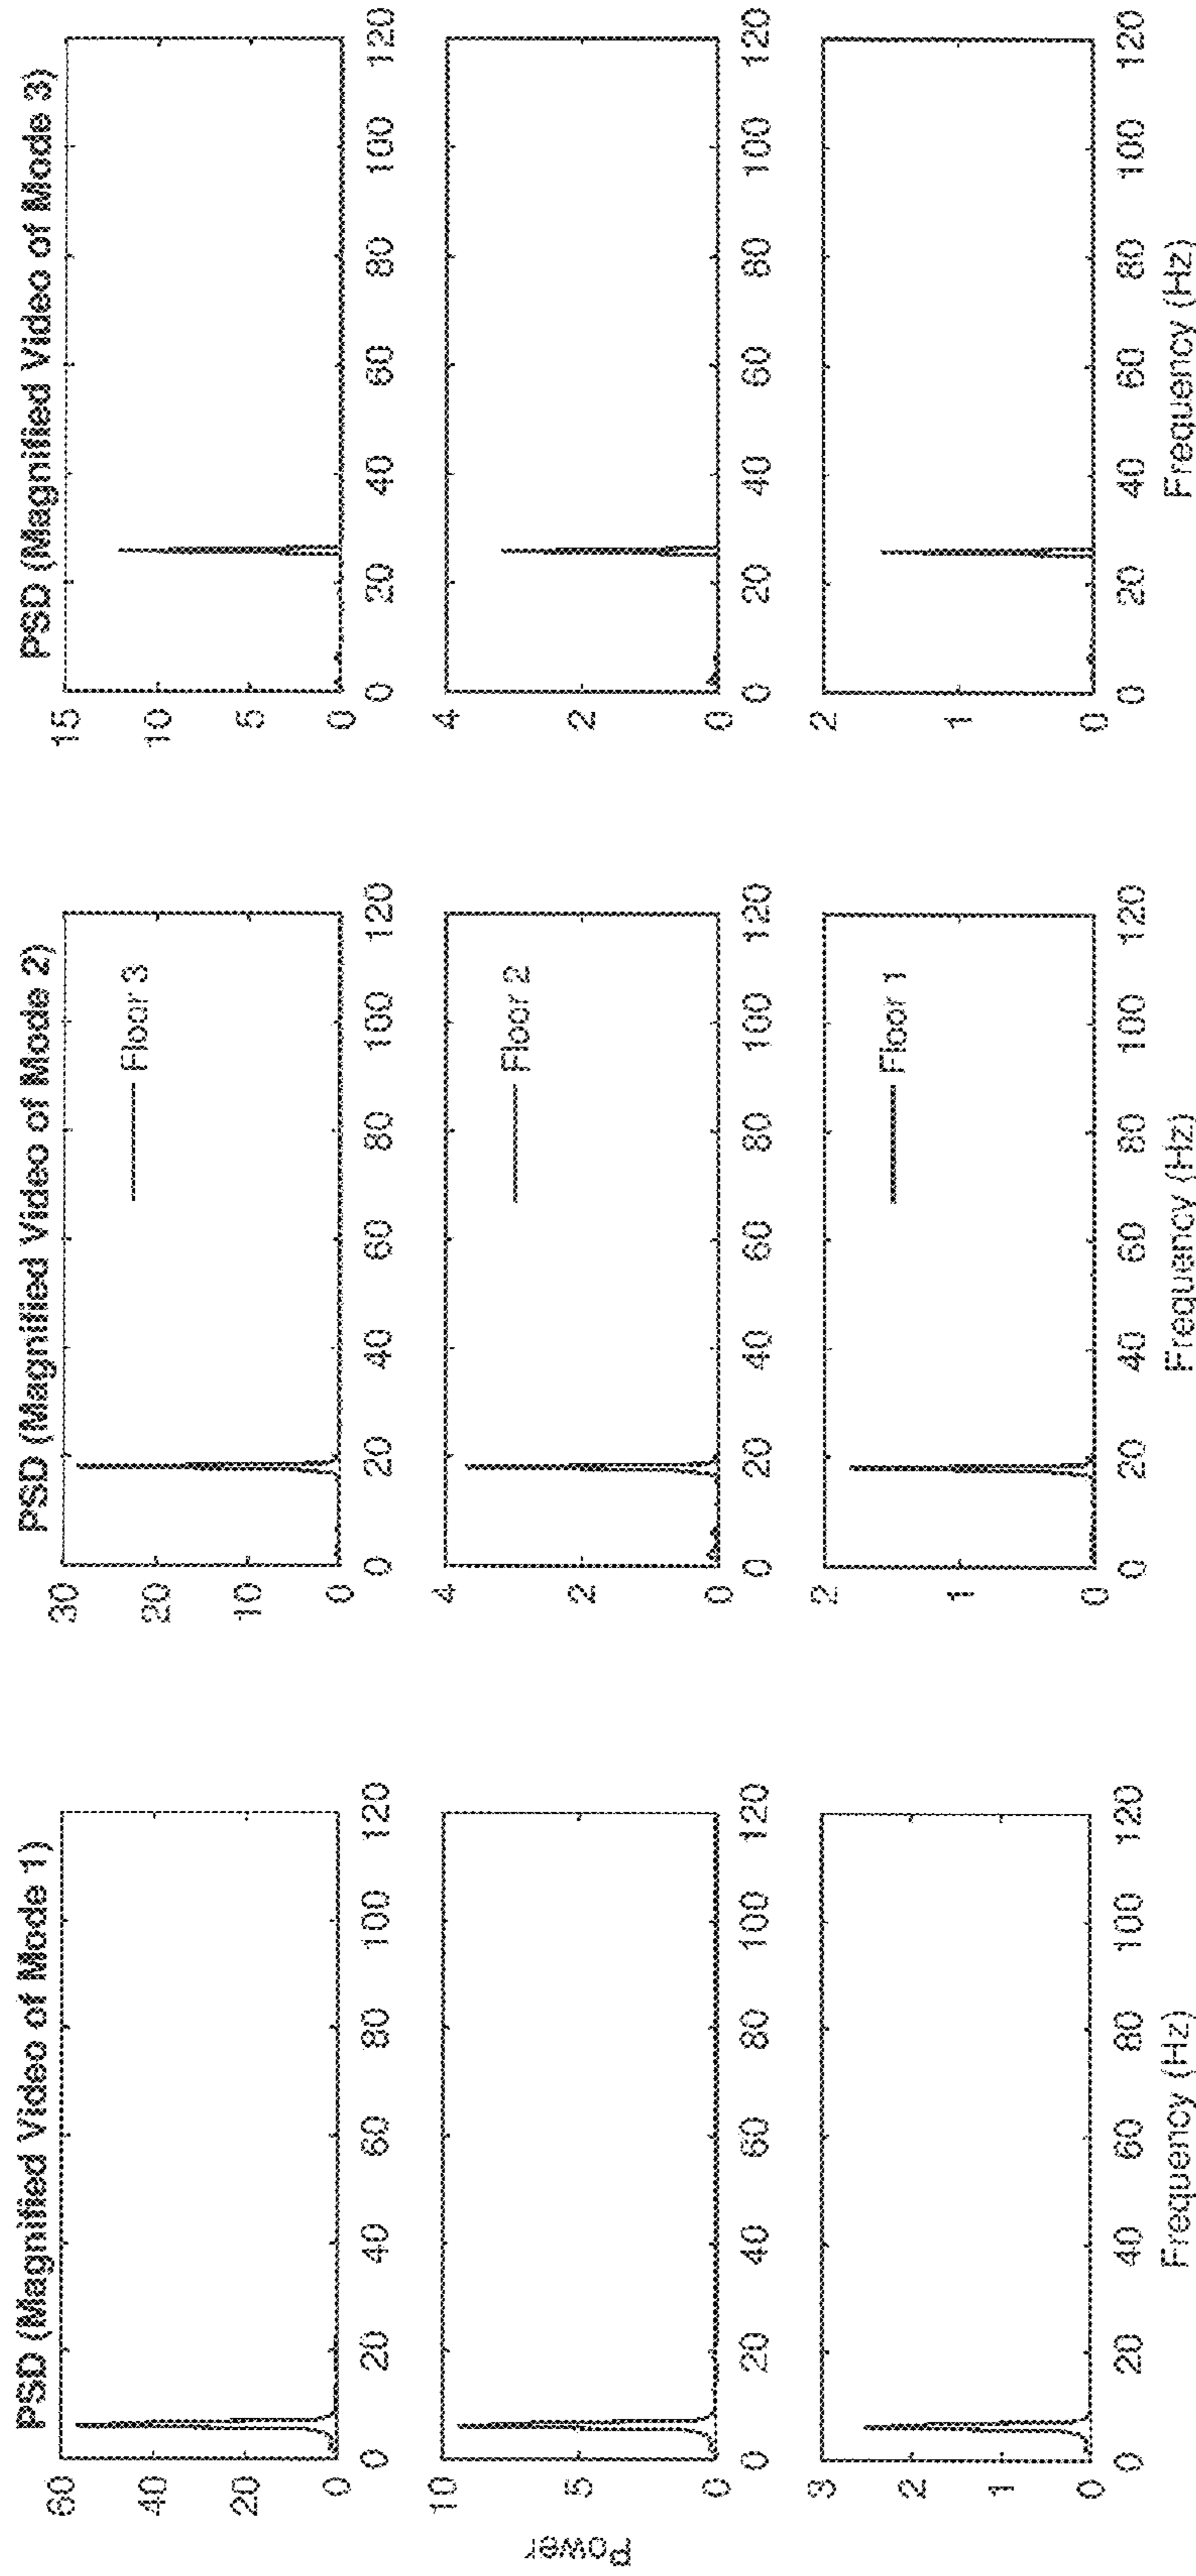 PSD (Magnified Video of Mode 1)
PSD (Magnified Video of Mode 2)
PSD (Magnified Video of Mode 3)
60
40
20
0
0 20 40 60 80 100 120
30
20
10
0
Floor 3
0 20 40 60 80 100 120
15
10
5
0
0 20 40 60 80 100 120
Power
10
5
0
0 20 40 60 80 100 120
4
2
0
Floor 2
0 20 40 60 80 100 120
4
2
0
0 20 40 60 80 100 120
3
2
1
0
0 20 40 60 80 100 120
Frequency (Hz)
2
1
0
Floor 1
0 20 40 60 80 100 120
Frequency (Hz)
2
1
0
0 20 40 60 80 100 120
Frequency (Hz)